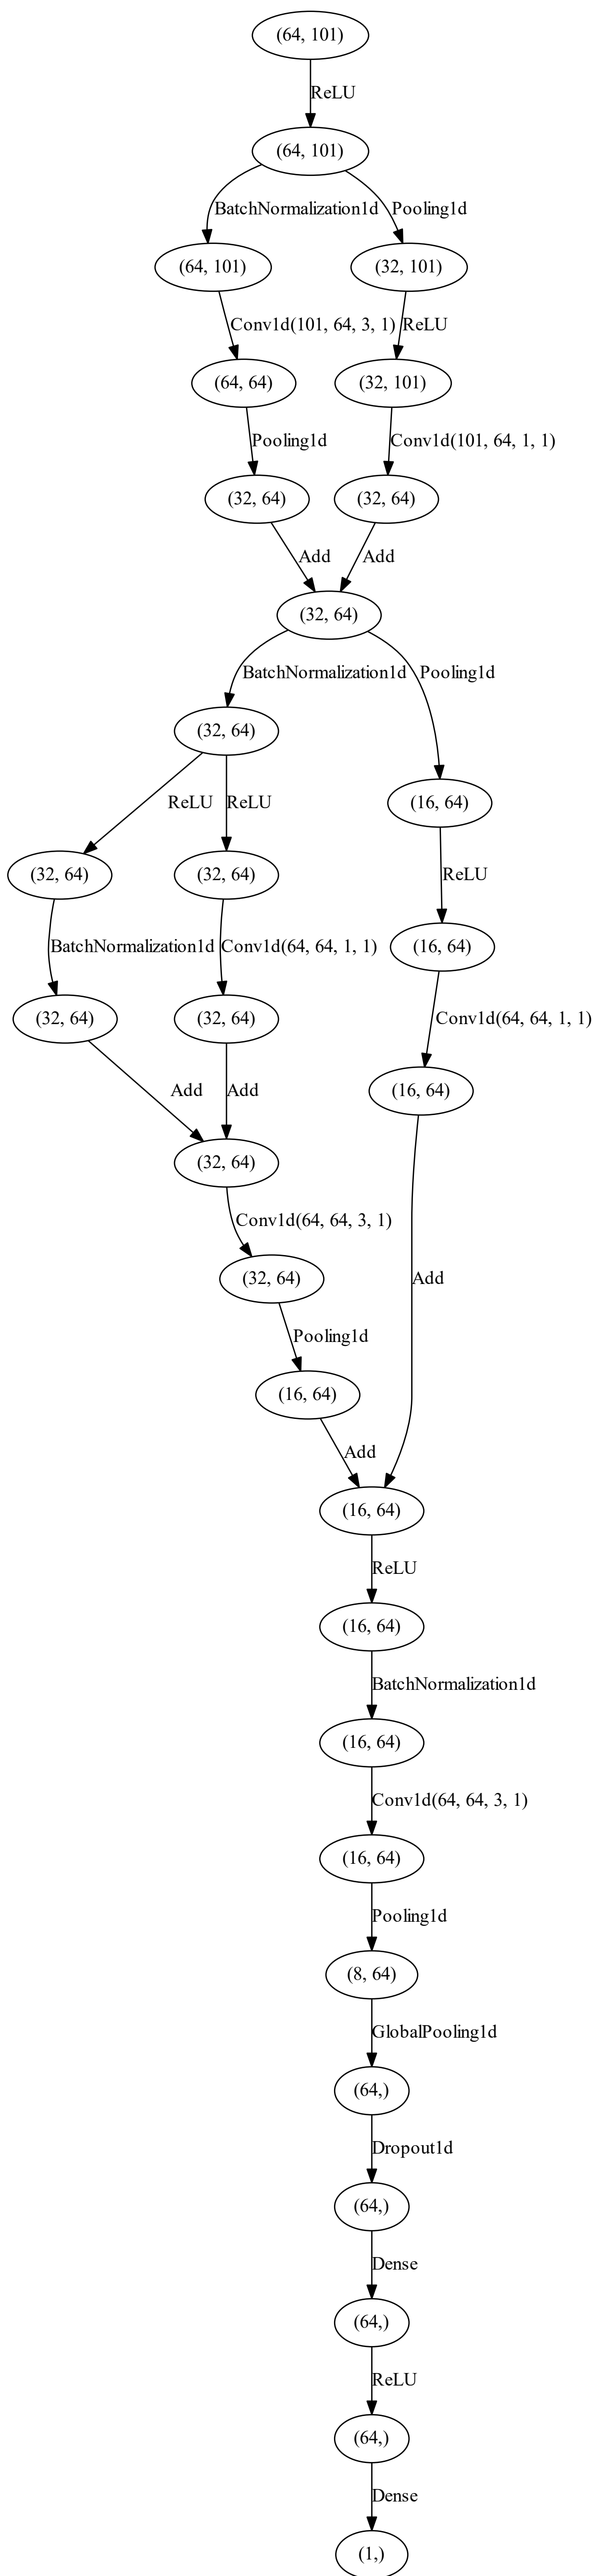 (64, 101)
ReLU
(64, 101)
BatchNormalization1d Pooling1d
(64, 101) (32, 101)
Conv1d(101, 64, 3, 1) ReLU
(64, 64) (32, 101)
Pooling1d Conv1d(101, 64, 1, 1)
(32, 64) (32, 64)
Add Add
(32, 64)
BatchNormalization1d Pooling1d
(32, 64)
ReLU ReLU (16, 64)
(32, 64) (32, 64) ReLU
BatchNormalization1d Conv1d(64, 64, 1, 1) (16, 64)
(32, 64) (32, 64) Conv1d(64, 64, 1, 1)
Add Add (16, 64)
(32, 64)
Conv1d(64, 64, 3, 1)
(32, 64) Add
Pooling1d
(16, 64)
Add
(16, 64)
ReLU
(16, 64)
BatchNormalization1d
(16, 64)
Conv1d(64, 64, 3, 1)
(16, 64)
Pooling1d
(8, 64)
GlobalPooling1d
(64,)
Dropout1d
(64,)
Dense
(64,)
ReLU
(64,)
Dense
(1,)